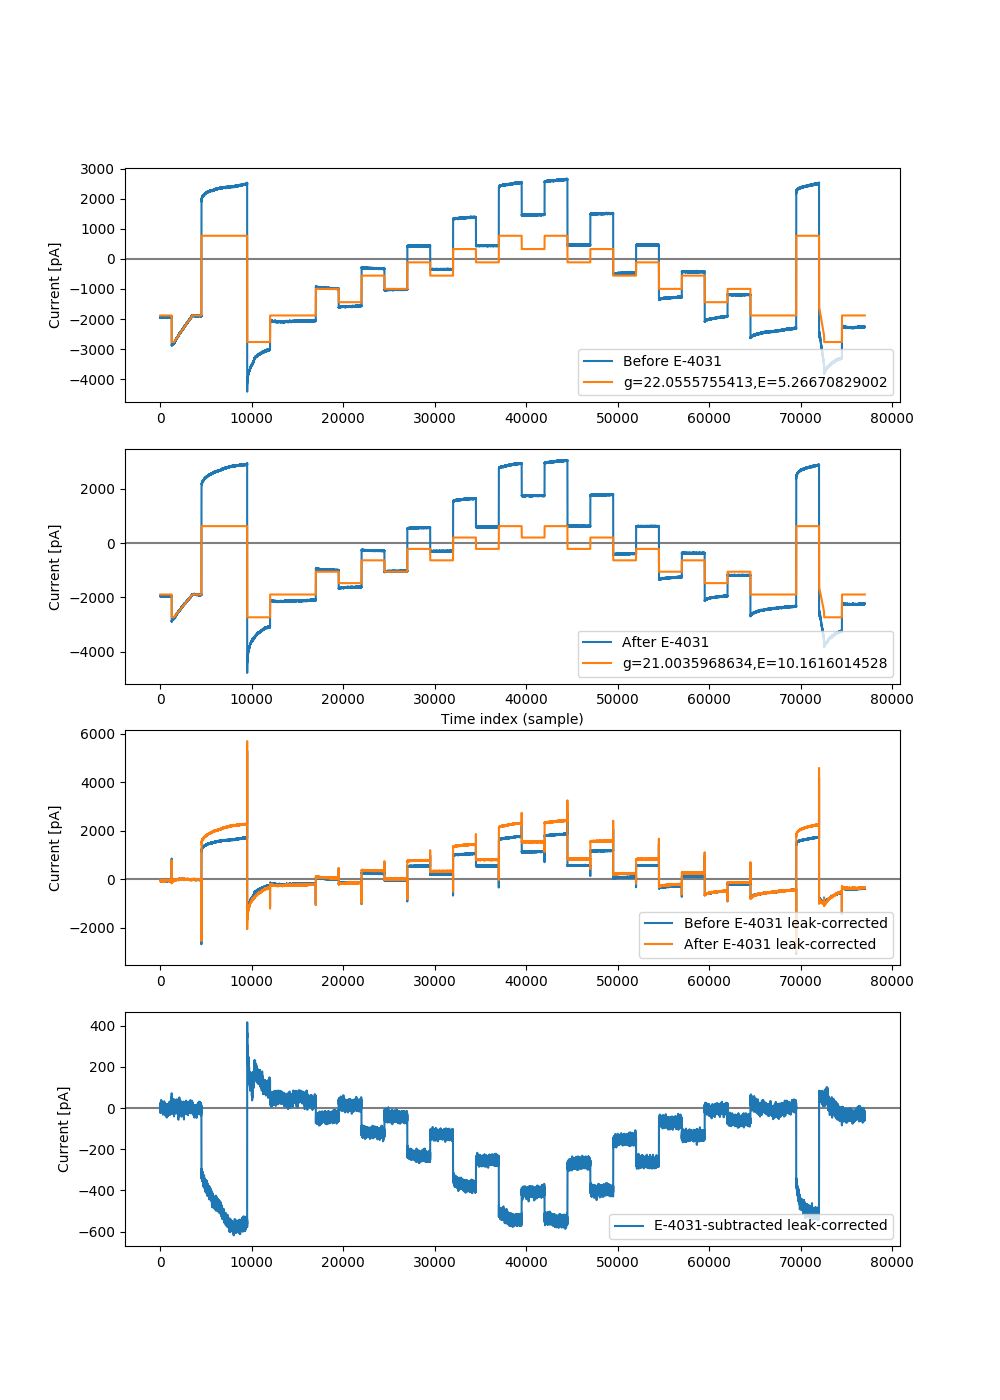 3000
2000
1000
0
−1000
−2000
−3000
−4000
Current [pA]
Before E-4031
g=22.0555755413,E=5.26670829002
0 10000 20000 30000 40000 50000 60000 70000 80000
2000
0
−2000
−4000
Current [pA]
After E-4031
g=21.0035968634,E=10.1616014528
0 10000 20000 30000 40000 50000 60000 70000 80000
Time index (sample)
6000
4000
2000
0
−2000
Current [pA]
Before E-4031 leak-corrected
After E-4031 leak-corrected
0 10000 20000 30000 40000 50000 60000 70000 80000
400
200
0
−200
−400
−600
Current [pA]
E-4031-subtracted leak-corrected
0 10000 20000 30000 40000 50000 60000 70000 80000